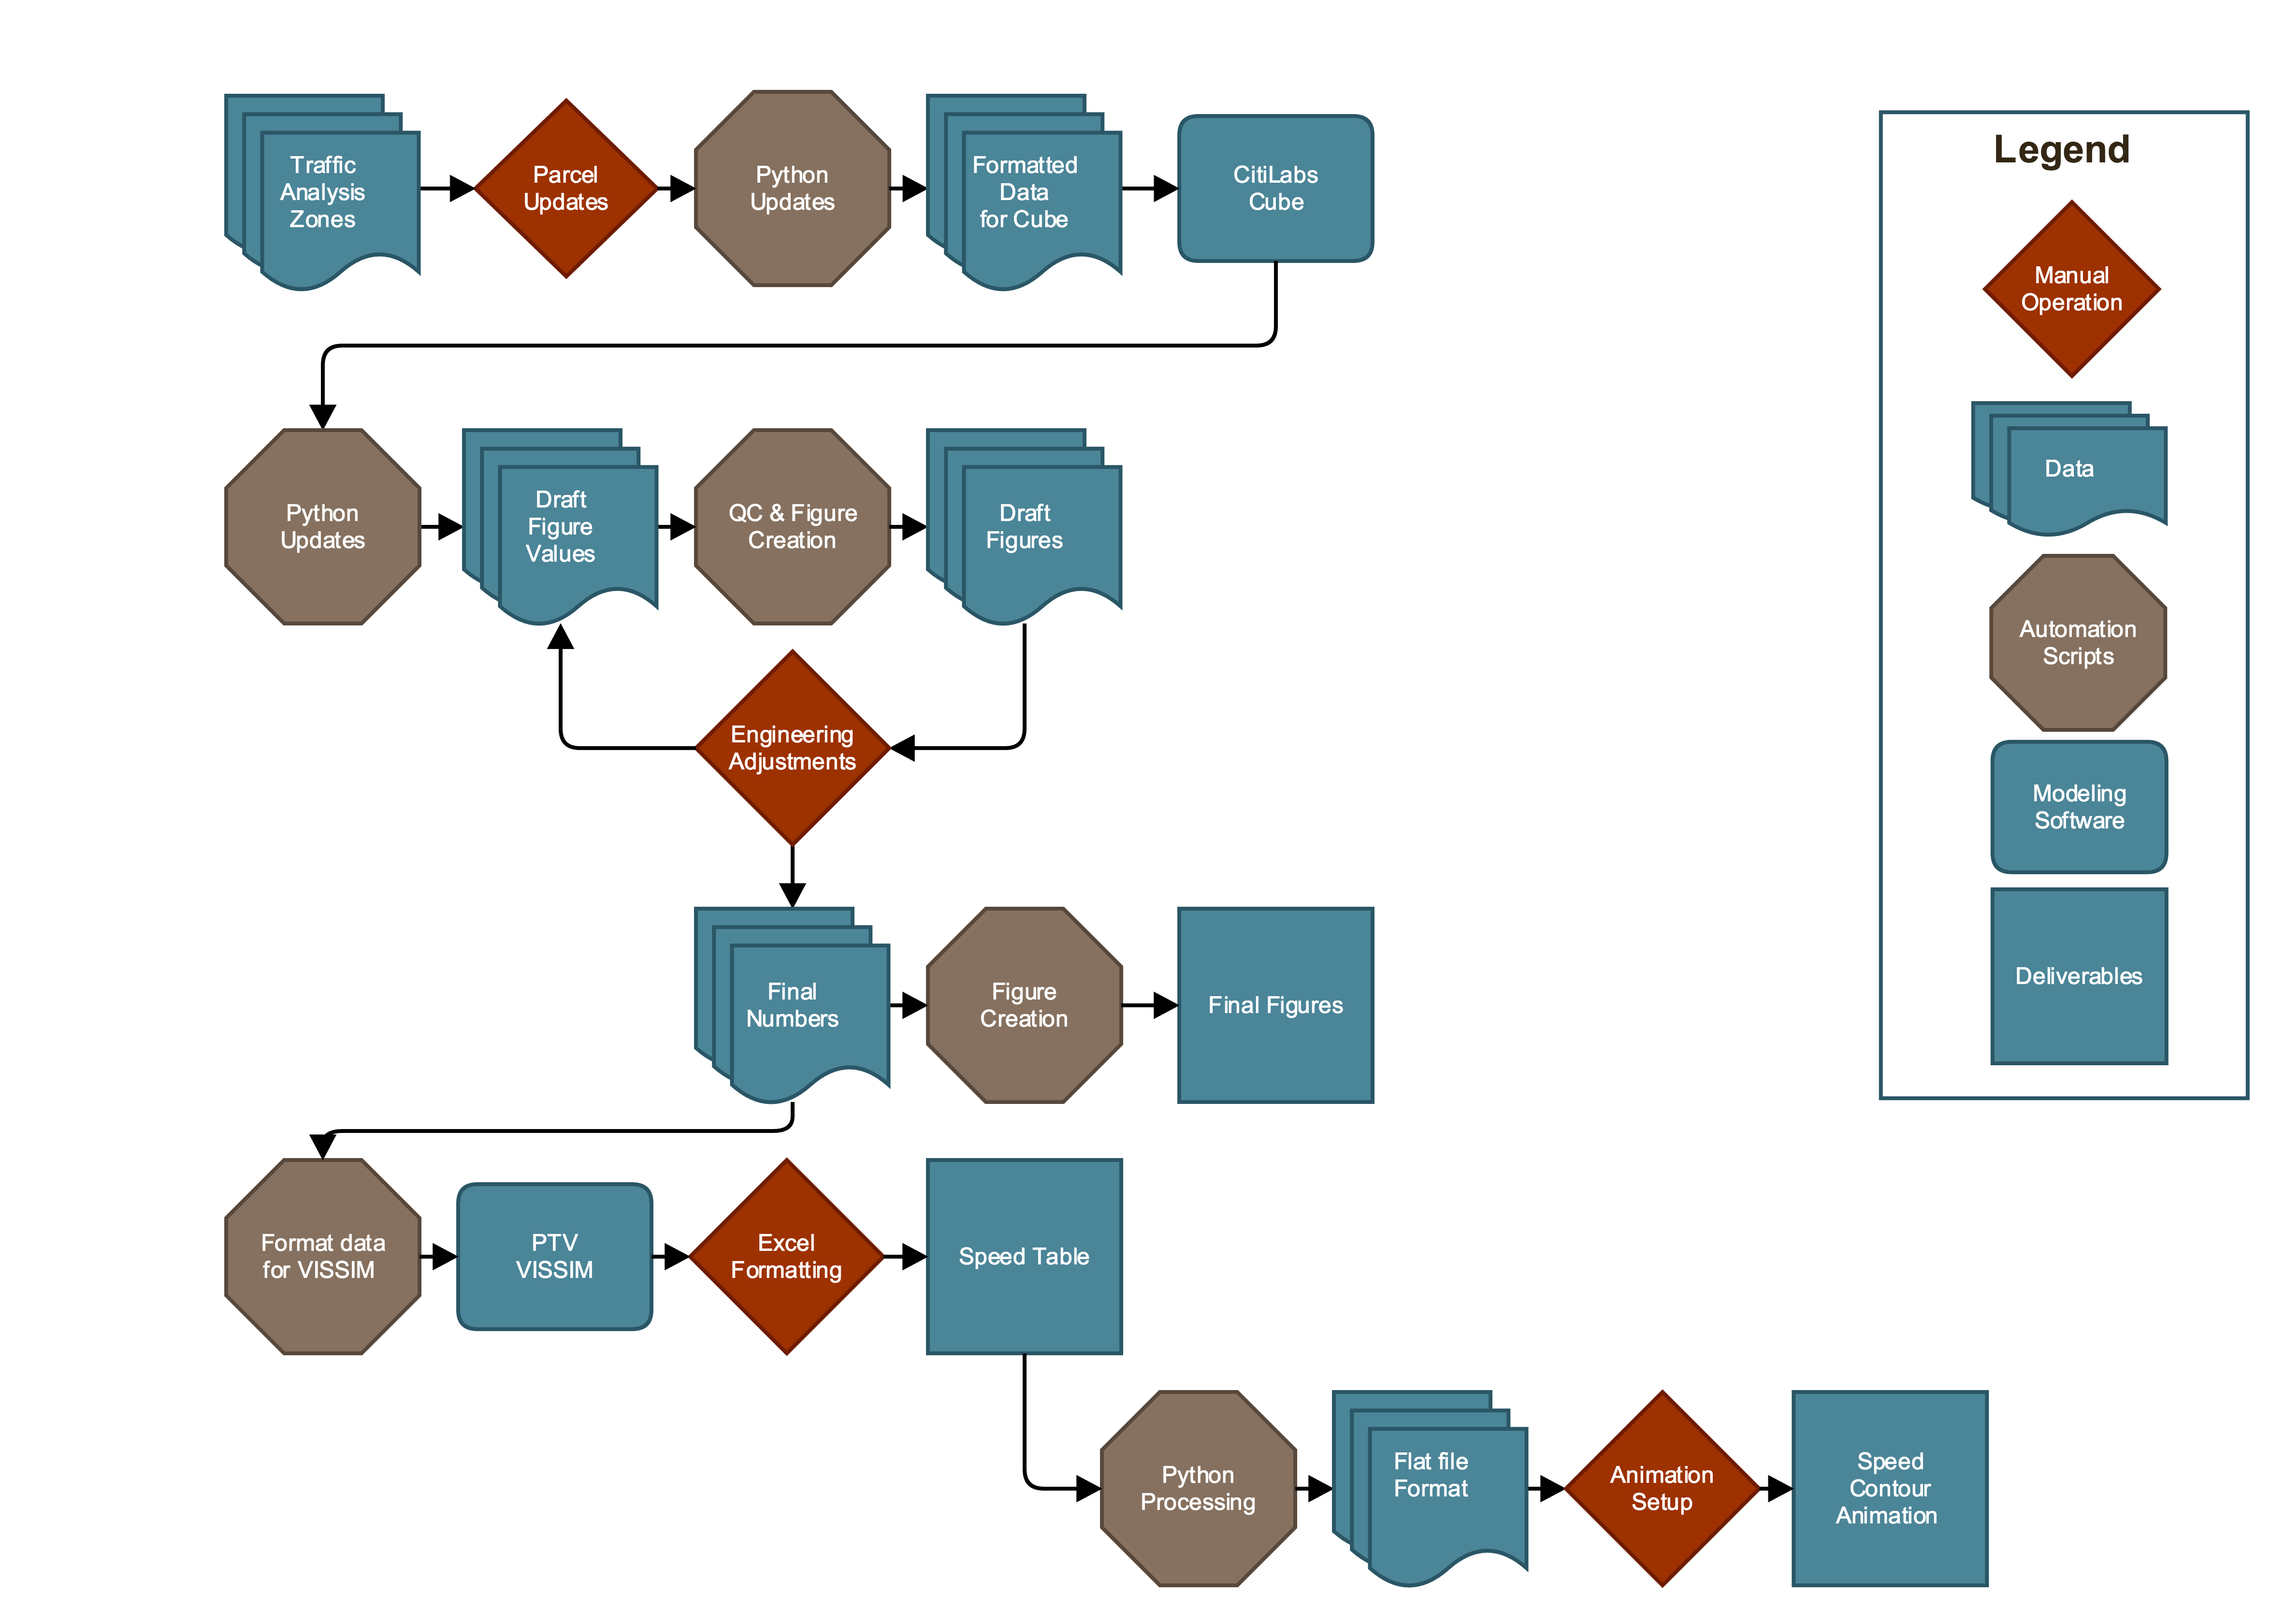 Traffic
Analysis
Zones
Parcel
Updates
Python
Updates
Formatted
Data
for Cube
CitiLabs
Cube
Python
Updates
Draft
Figure
Values
QC & Figure
Creation
Draft
Figures
Engineering
Adjustments
Final
Numbers
Figure
Creation
Final Figures
Format data
for VISSIM
PTV
VISSIM
Excel
Formatting
Speed Table
Python
Processing
Flat file
Format
Animation
Setup
Speed
Contour
Animation
Legend
Manual
Operation
Data
Automation
Scripts
Modeling
Software
Deliverables